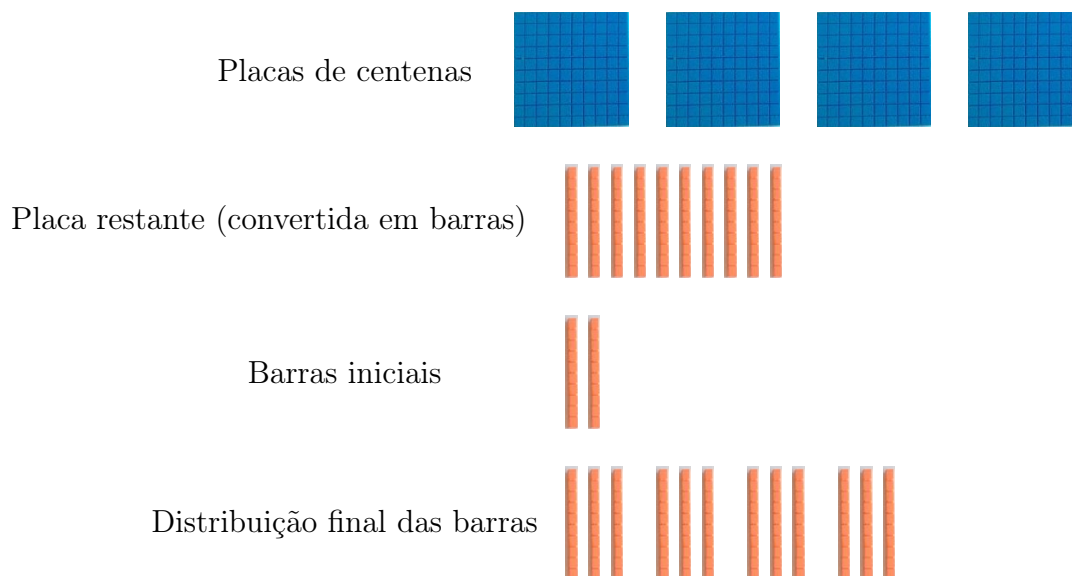 Placas de centenas
Placa restante (convertida em barras)
Barras iniciais
Distribuição final das barras